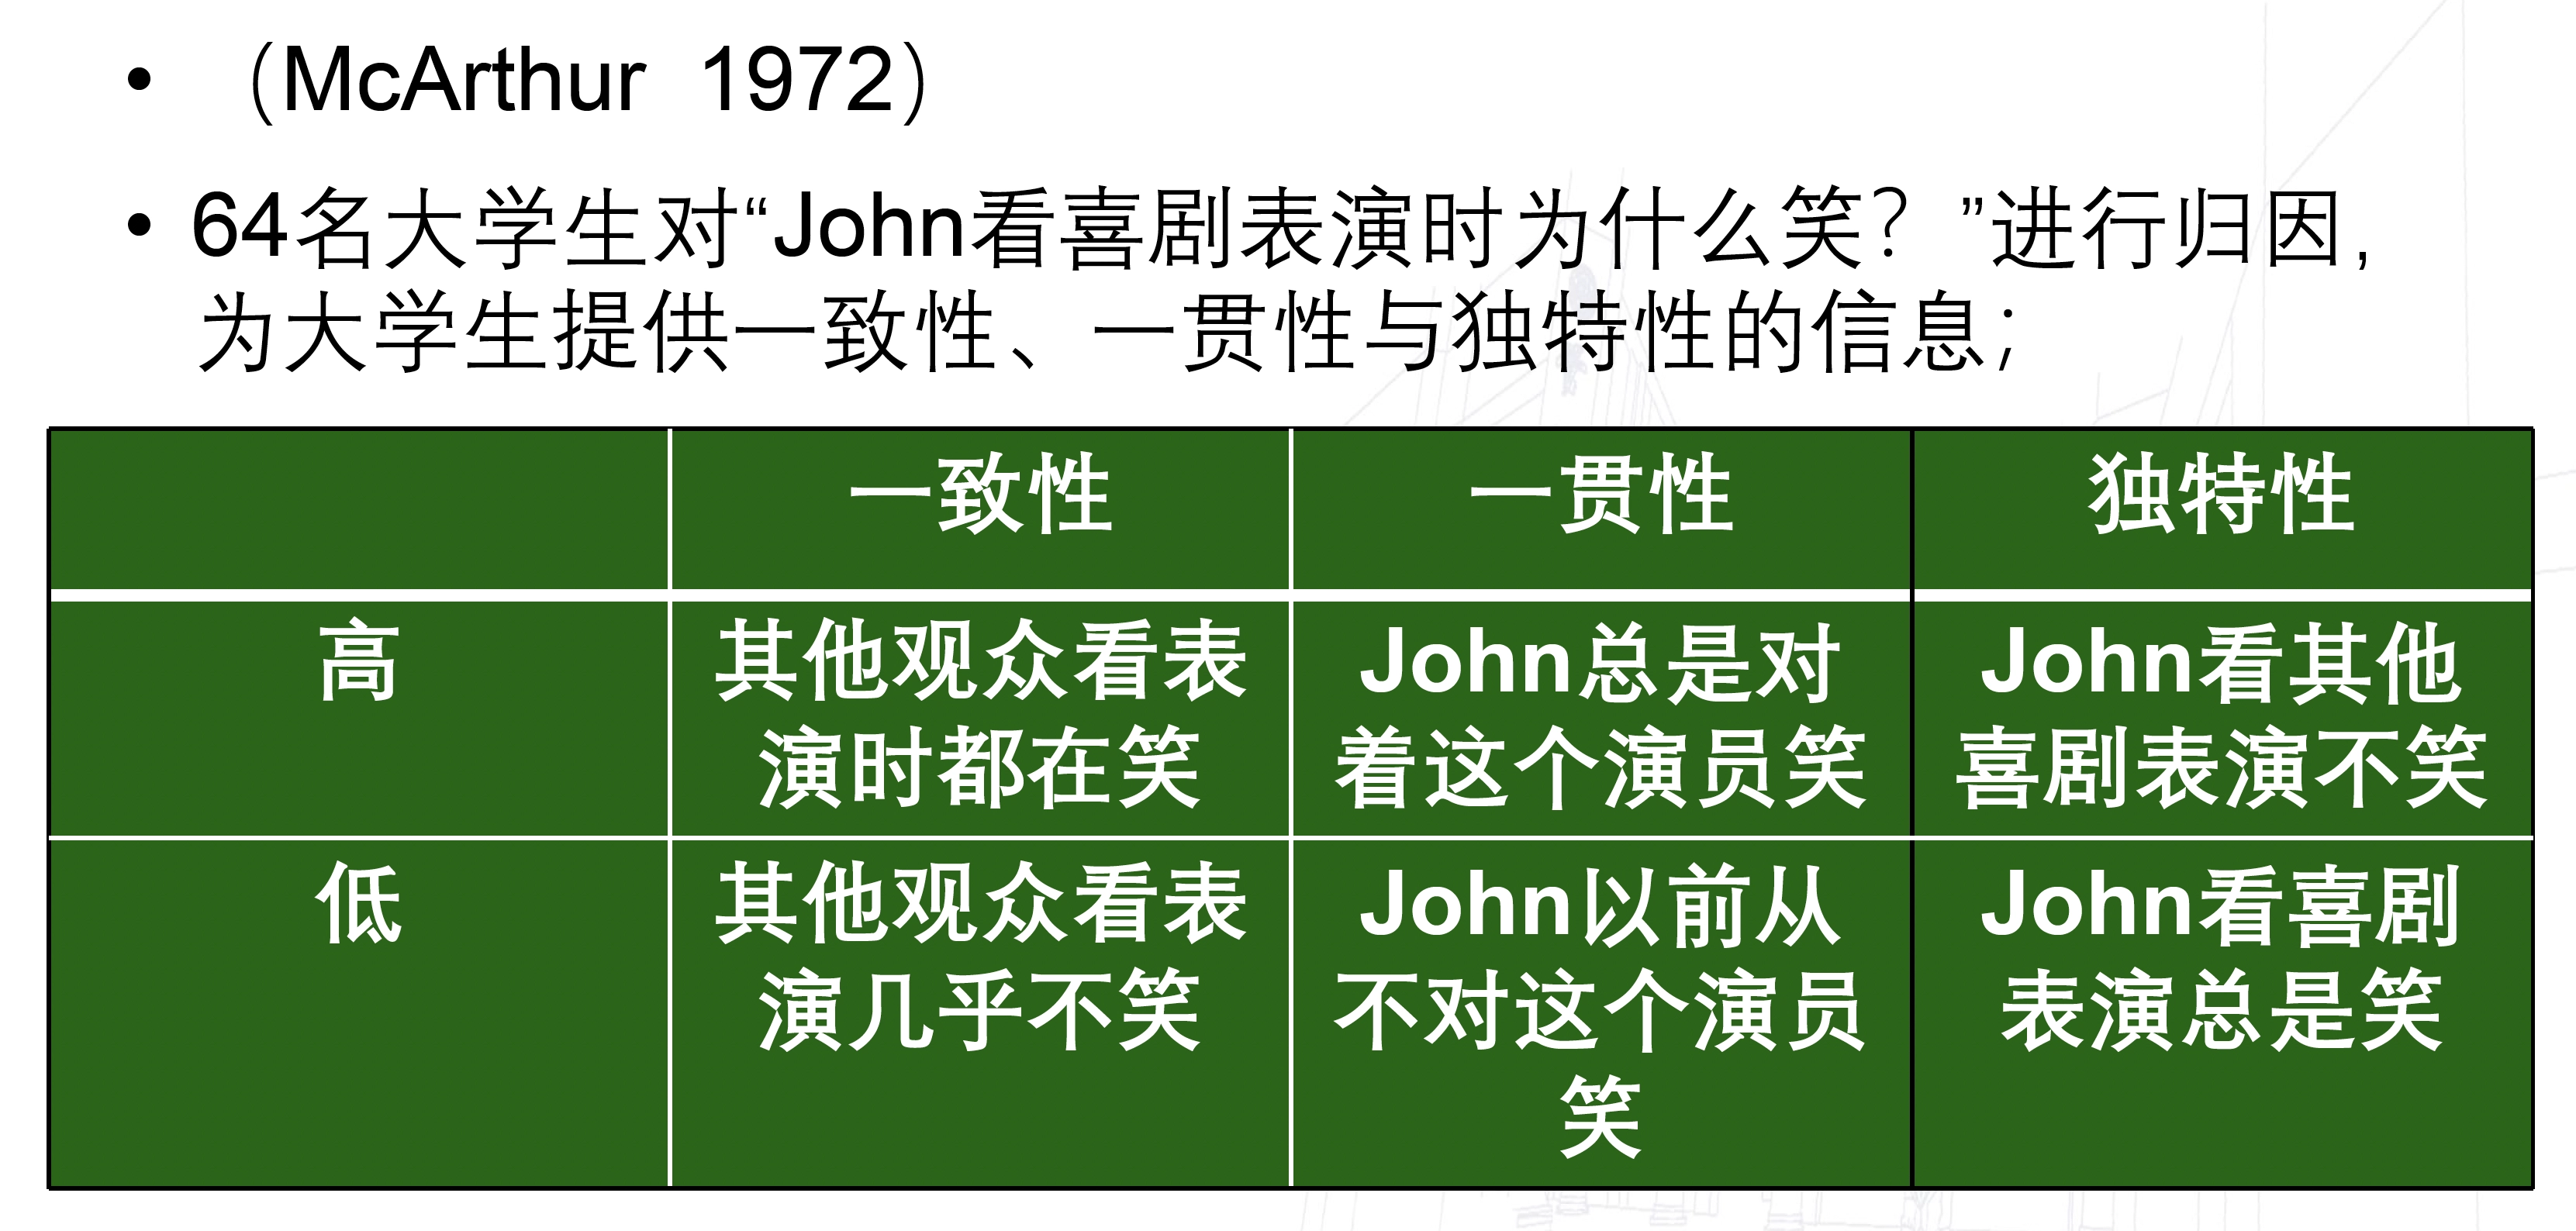 • （McArthur 1972）
• 64名大学生对“John看喜剧表演时为什么笑？”进行归因，
为大学生提供一致性、一贯性与独特性的信息；
一致性 一贯性 独特性
高 其他观众看表 John总是对 John看其他
演时都在笑 着这个演员笑 喜剧表演不笑
低 其他观众看表 John以前从 John看喜剧
演几乎不笑 不对这个演员 表演总是笑
笑